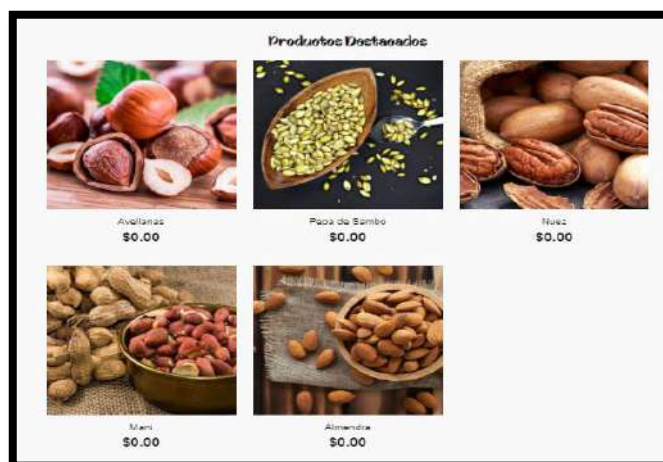 Productos Destacados
Avellanas
$0.00
Pepa de Sambo
$0.00
Nuez
$0.00
Maní
$0.00
Almendra
$0.00